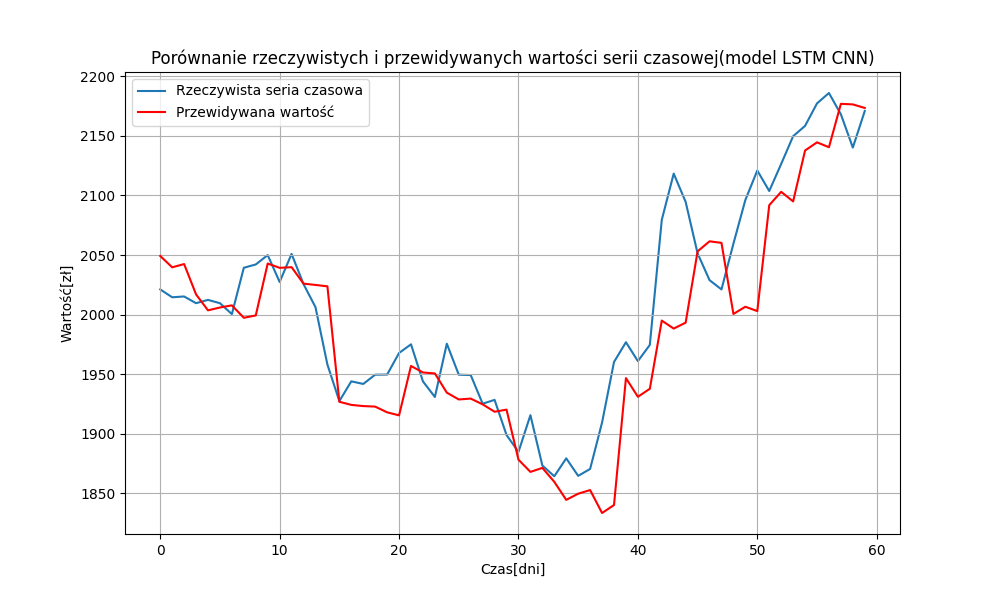 Porównanie rzeczywistych i przewidywanych wartości serii czasowej(model LSTM CNN)
Rzeczywista seria czasowa
Przewidywana wartość
2200
2150
2100
2050
2000
1950
1900
1850
Wartość[zł]
0 10 20 30 40 50 60
Czas[dni]